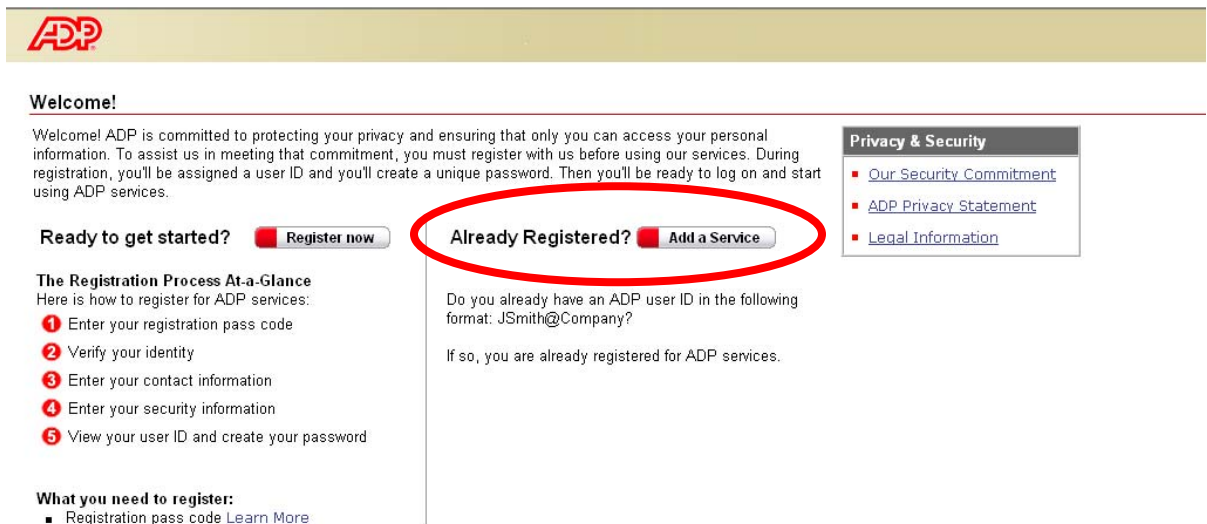 ADP
Welcome!
Welcome! ADP is committed to protecting your privacy and ensuring that only you can access your personal
information. To assist us in meeting that commitment, you must register with us before using our services. During
registration, you'll be assigned a user ID and you'll create a unique password. Then you'll be ready to log on and start
using ADP services.
Ready to get started? Register now
The Registration Process At-a-Glance
Here is how to register for ADP services:
1 Enter your registration pass code
2 Verify your identity
3 Enter your contact information
4 Enter your security information
5 View your user ID and create your password
What you need to register:
Registration pass code Learn More
Already Registered? Add a Service
Do you already have an ADP user ID in the following
format: JSmith@Company?
If so, you are already registered for ADP services.
Privacy & Security
Our Security Commitment
ADP Privacy Statement
Legal Information